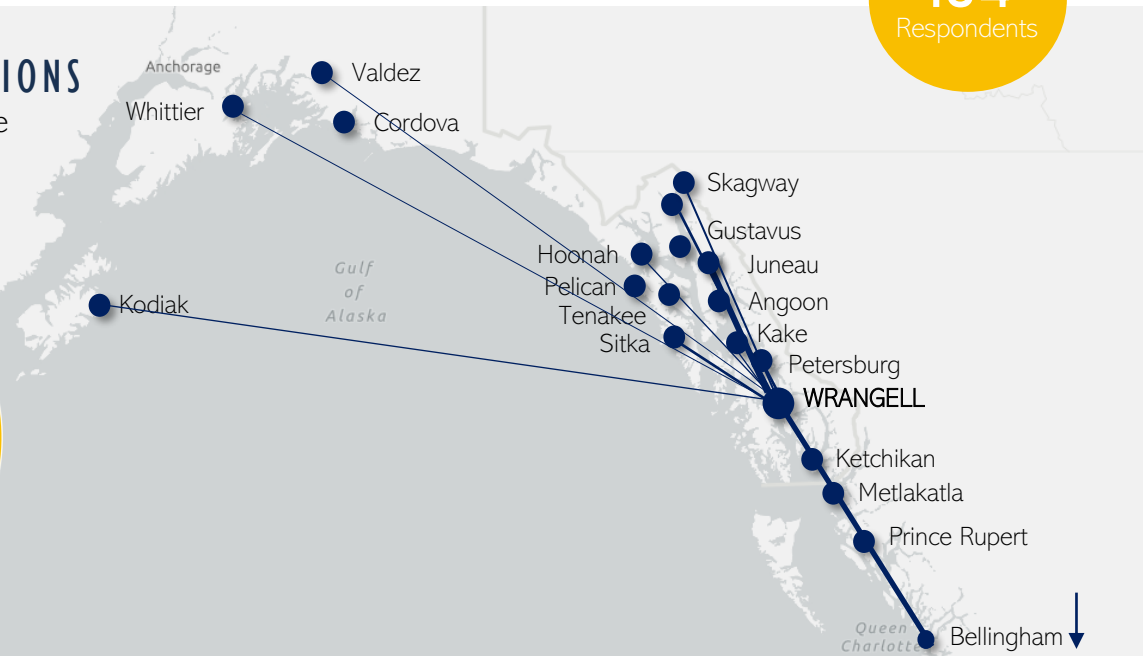 Respondents
IONS
e
Anchorage
Valdez
Whittier
Cordova
Skagway
Gustavus
Hoonah
Juneau
Gulf
of
Alaska
Pelican
Angoon
Kodiak
Tenakee
Kake
Sitka
Petersburg
WRANGELL
Ketchikan
Metlakatla
Prince Rupert
Queen
Charlotte
Bellingham